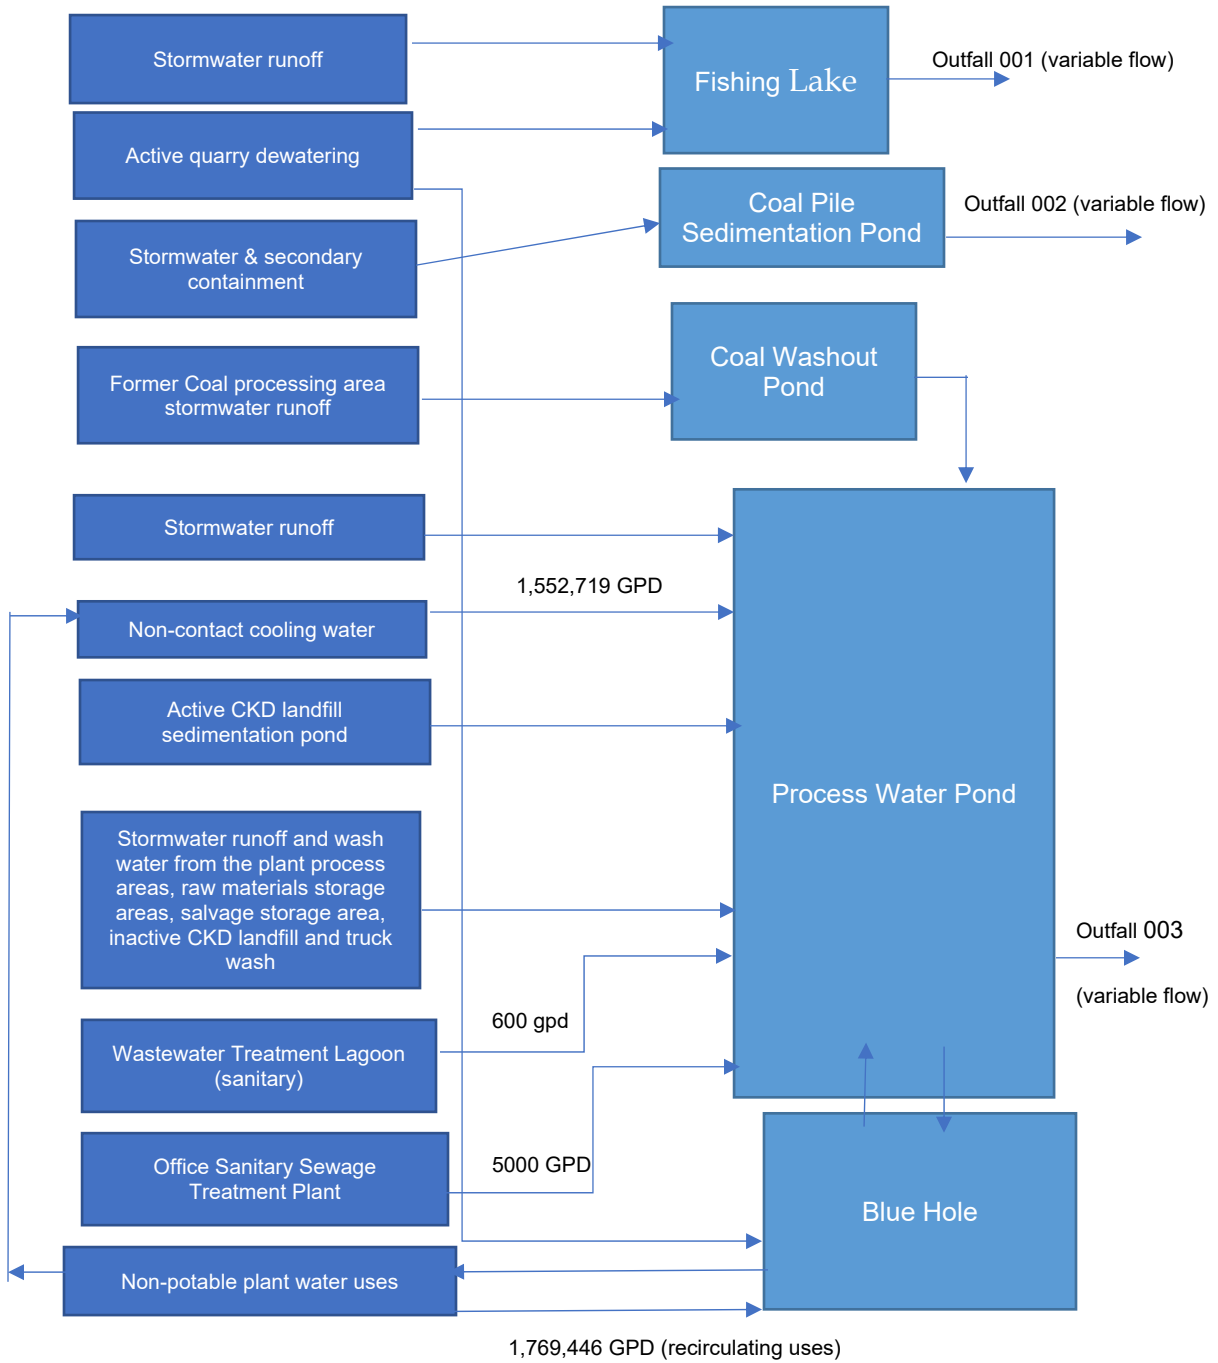 Stormwater runoff
Fishing Lake
Outfall 001 (variable flow)
Active quarry dewatering
Coal Pile
Sedimentation Pond
Outfall 002 (variable flow)
Stormwater & secondary
containment
Coal Washout
Pond
Former Coal processing area
stormwater runoff
Stormwater runoff
1,552,719 GPD
Non-contact cooling water
Active CKD landfill
sedimentation pond
Process Water Pond
Stormwater runoff and wash
water from the plant process
areas, raw materials storage
areas, salvage storage area,
inactive CKD landfill and truck
wash
Outfall 003
(variable flow)
600 gpd
Wastewater Treatment Lagoon
(sanitary)
5000 GPD
Office Sanitary Sewage
Treatment Plant
Blue Hole
Non-potable plant water uses
1,769,446 GPD (recirculating uses)